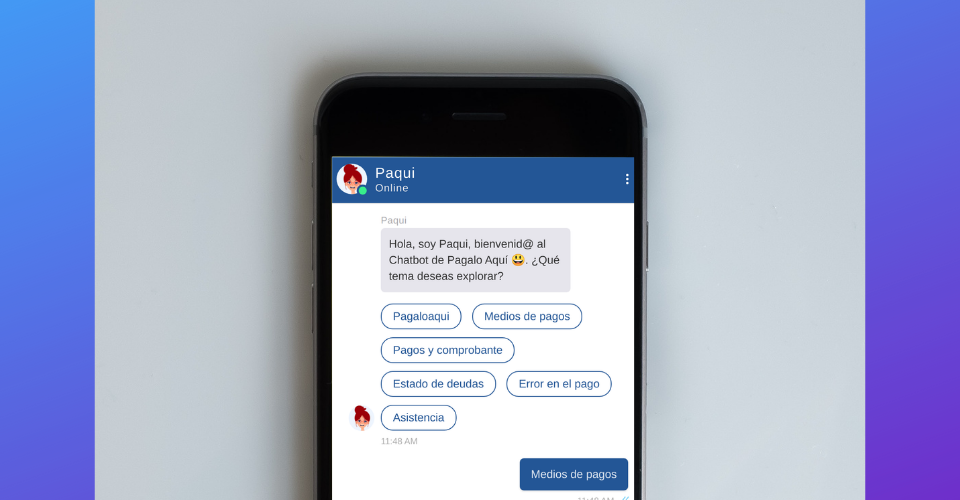 Paqui
Online
Paqui
Hola, soy Paqui, bienvenid@ al
Chatbot de Pagalo Aquí 😃. ¿Qué
tema deseas explorar?
Pagaloaqui
Medios de pagos
Pagos y comprobante
Estado de deudas
Error en el pago
Asistencia
11:48 AM
Medios de pagos